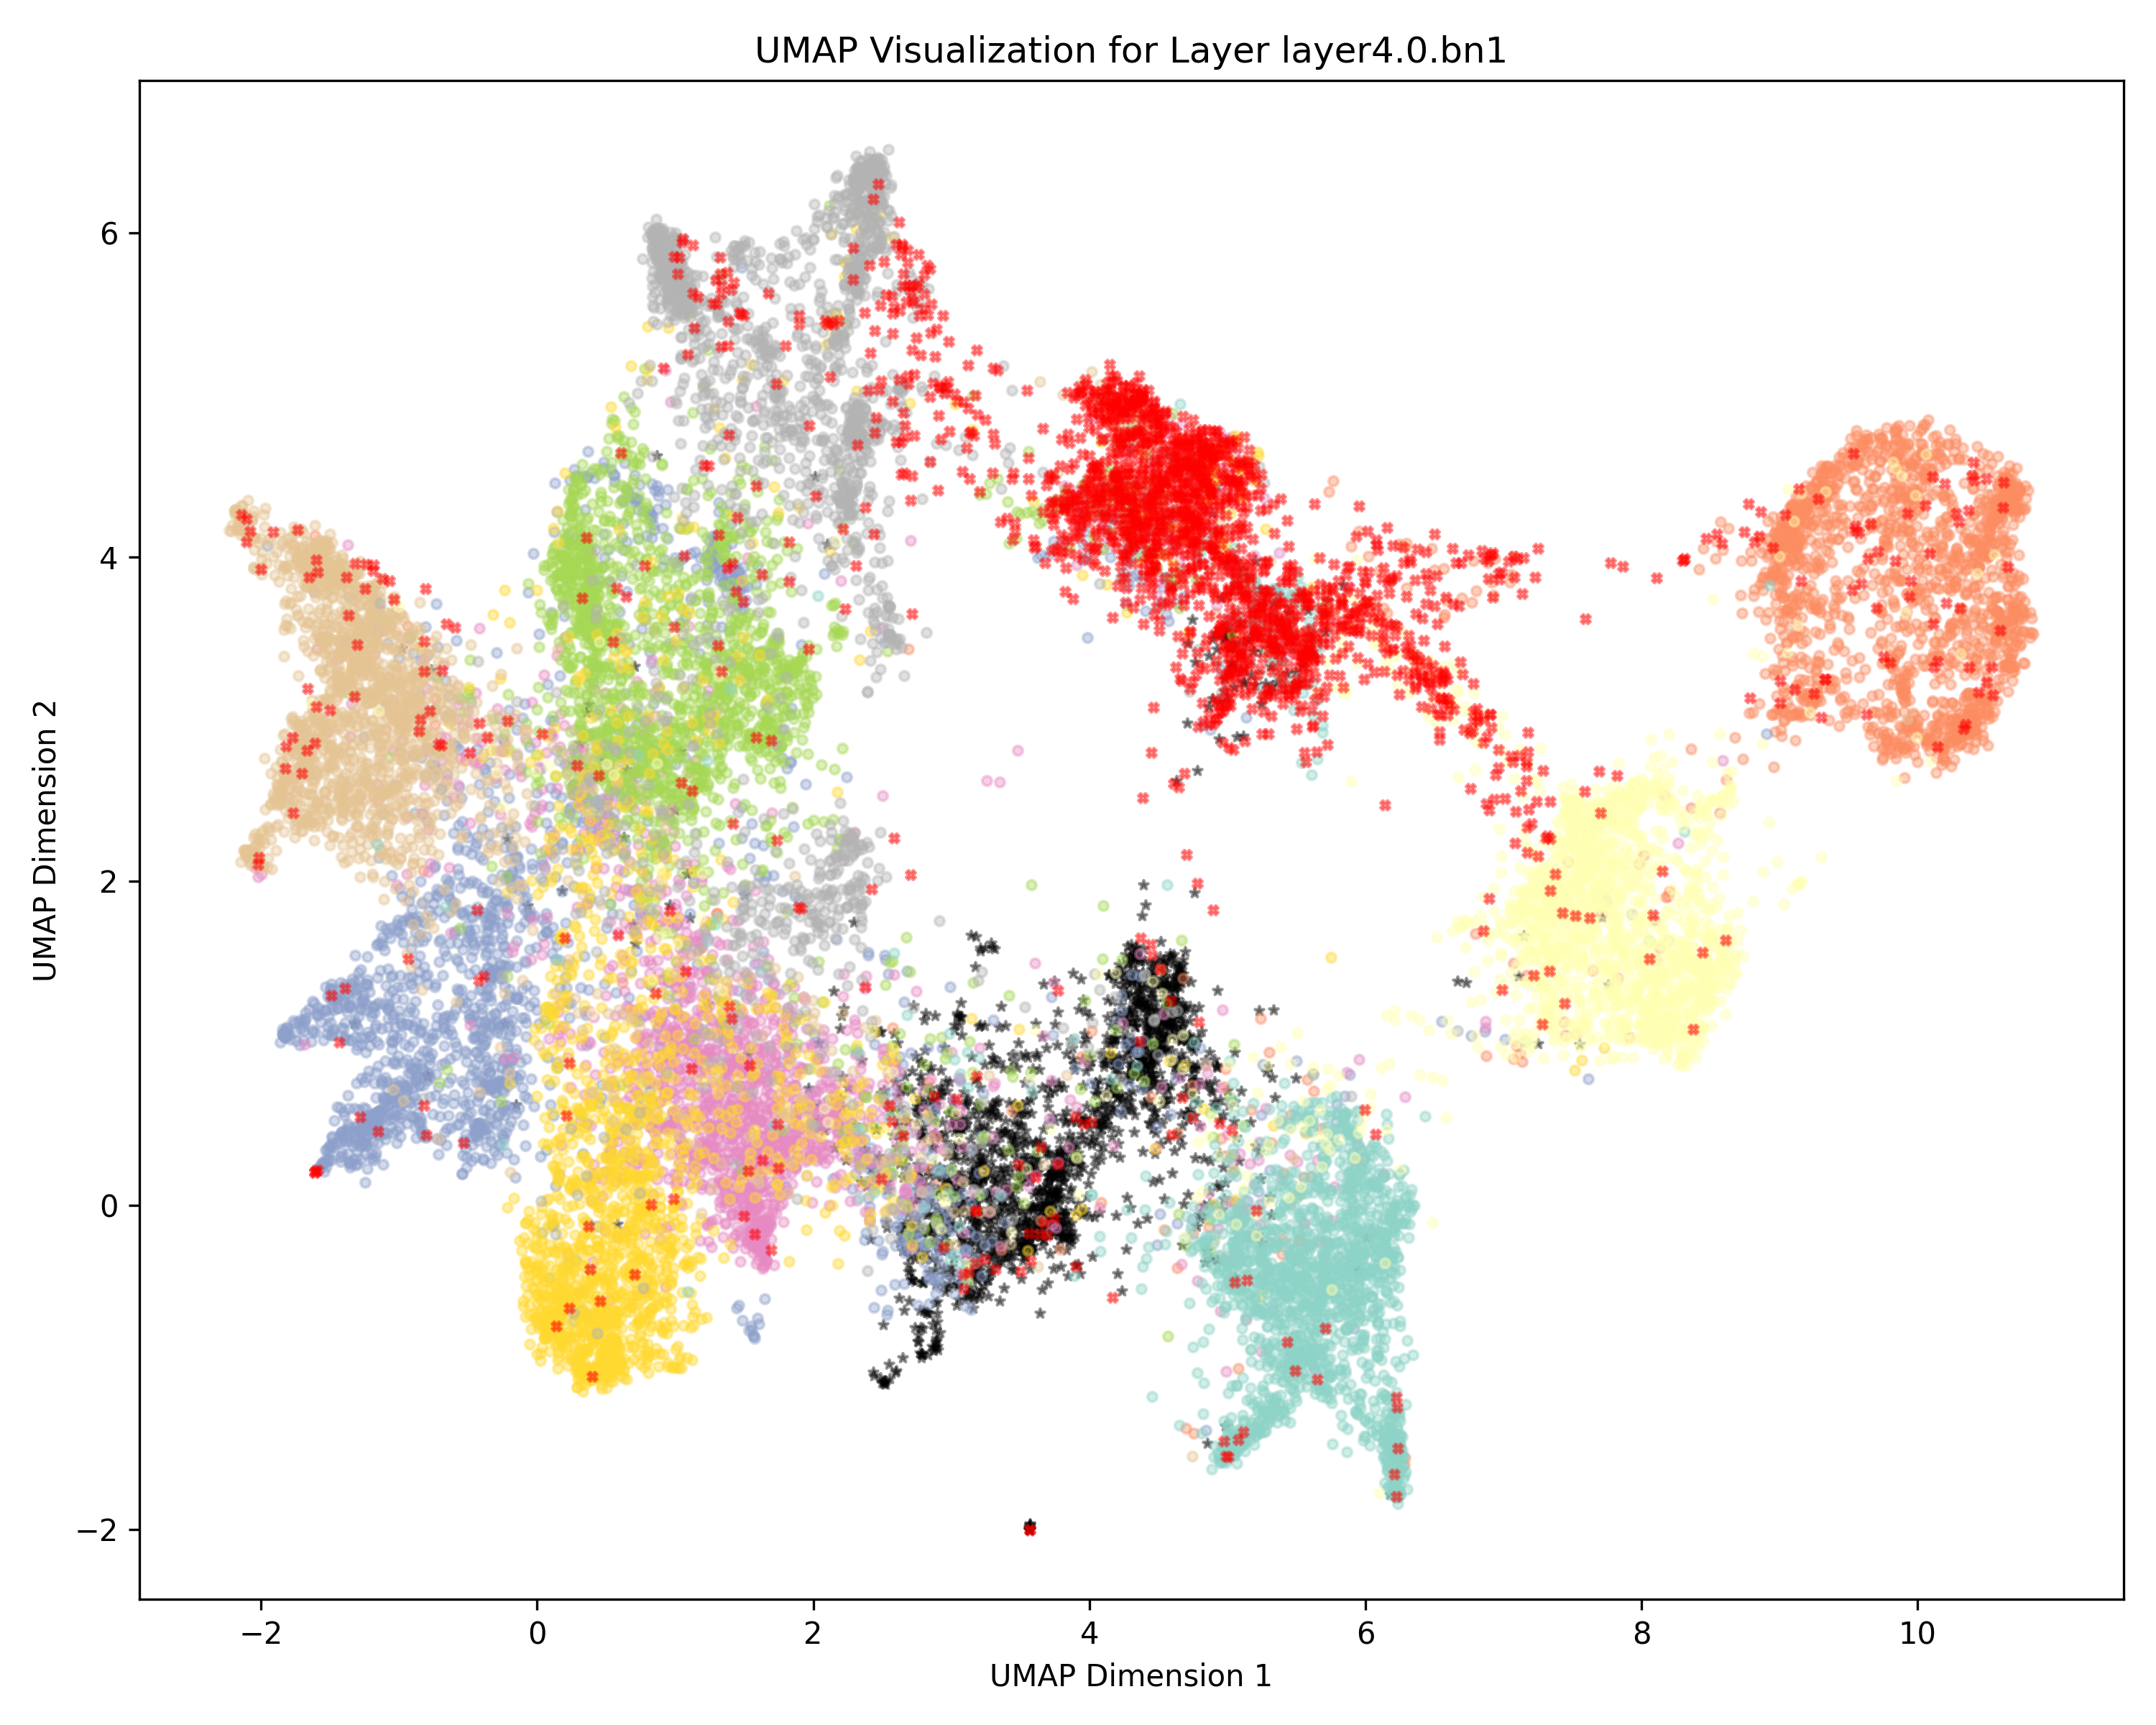 UMAP Visualization for Layer layer4.0.bn1
6
4
2
0
−2
UMAP Dimension 2
−2 0 2 4 6 8 10
UMAP Dimension 1